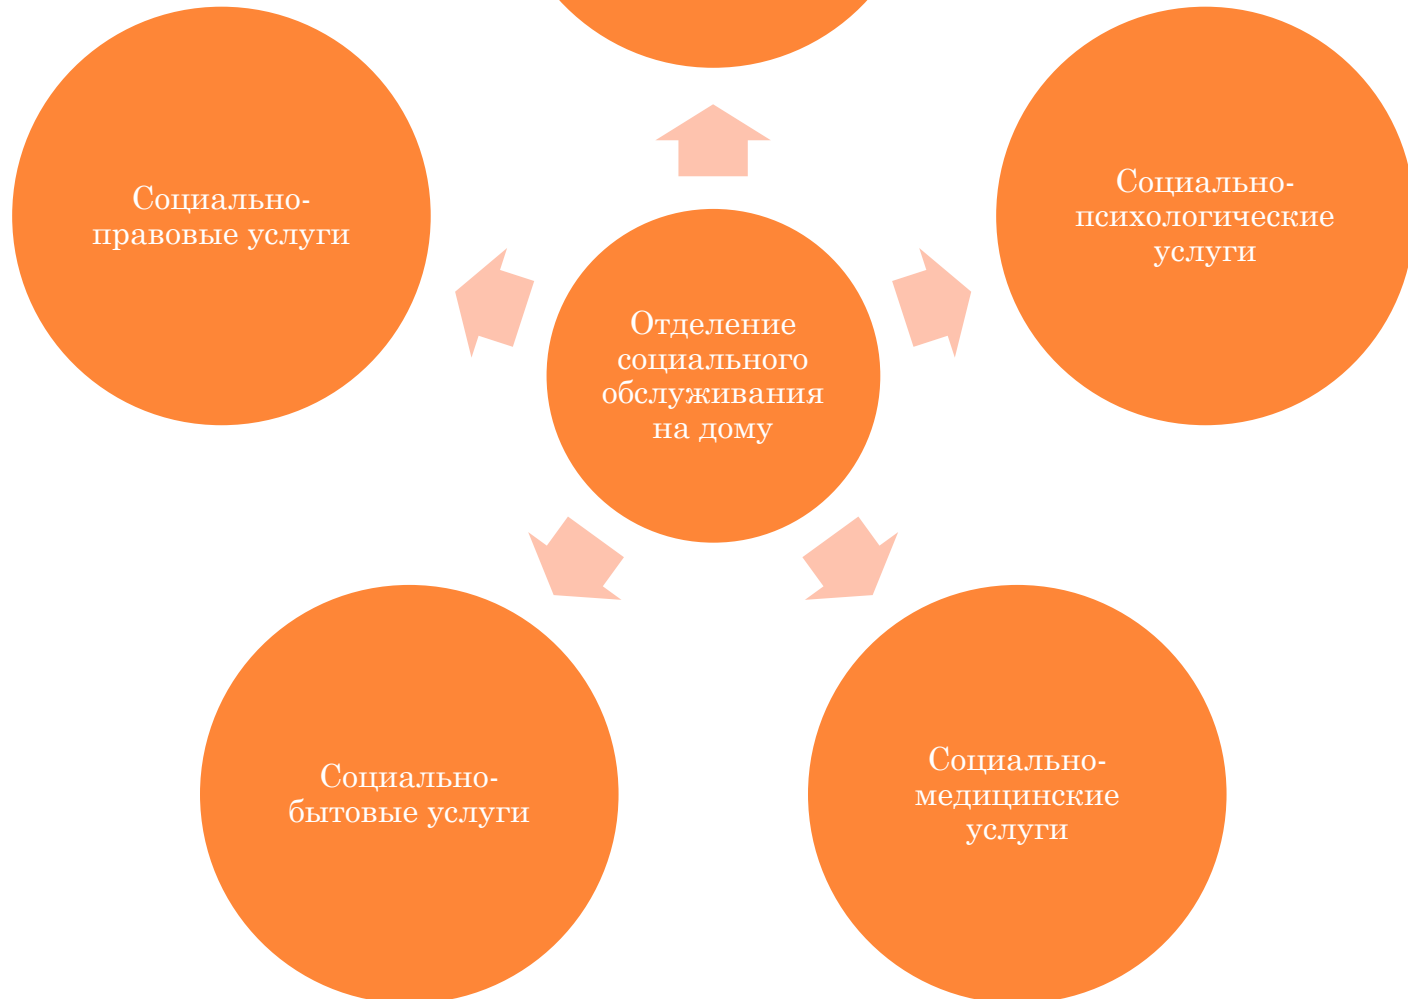 Социально-
правовые услуги
Социально-
психологические
услуги
Отделение
социального
обслуживания
на дому
Социально-
бытовые услуги
Социально-
медицинские
услуги